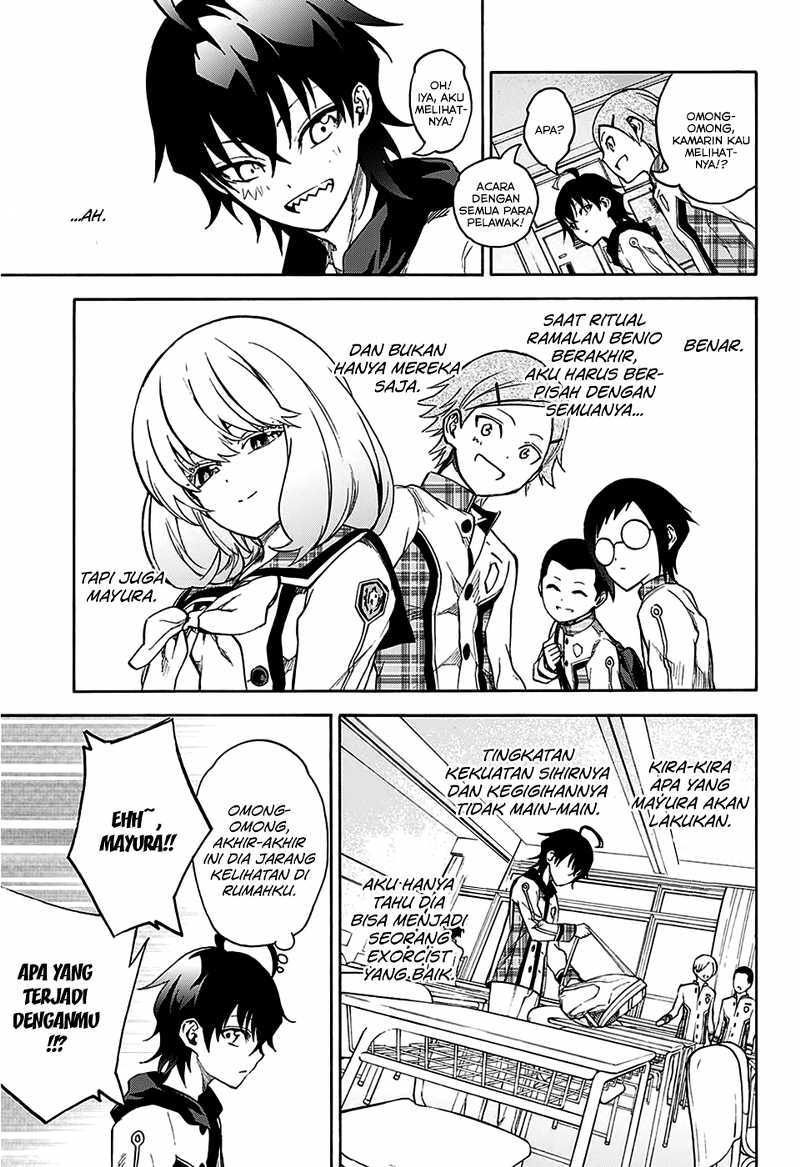 OMONG-
OMONG,
KAMARIN KAU
MELIHAT-
NYA!?
APA?
OH!
IYA, AKU
MELIHAT-
NYA!
ACARA
DENGAN
SEMUA PARA
PELAWAK!
...AH.
BENAR.
SAAT RITUAL
RAMALAN BENIO
BERAKHIR,
AKU HARUS BER-
PISAH DENGAN
SEMUANYA...
DAN BUKAN
HANYA MEREKA
SAJA.
TAPI JUGA
MAYURA.
KIRA-KIRA
APA YANG
MAYURA AKAN
LAKUKAN.
TINGKATAN
KEKUATAN SIHIRNYA
DAN KEGIGIHANNYA
TIDAK MAIN-MAIN.
AKU HANYA
TAHU DIA
BISA MENJADI
SEORANG
EXORCIST
YANG BAIK.
OMONG-
OMONG,
AKHIR-AKHIR
INI DIA JARANG
KELIHATAN DI
RUMAHKU.
EHH~,
MAYURA!!
APA YANG
TERJADI
DENGANMU
!!?